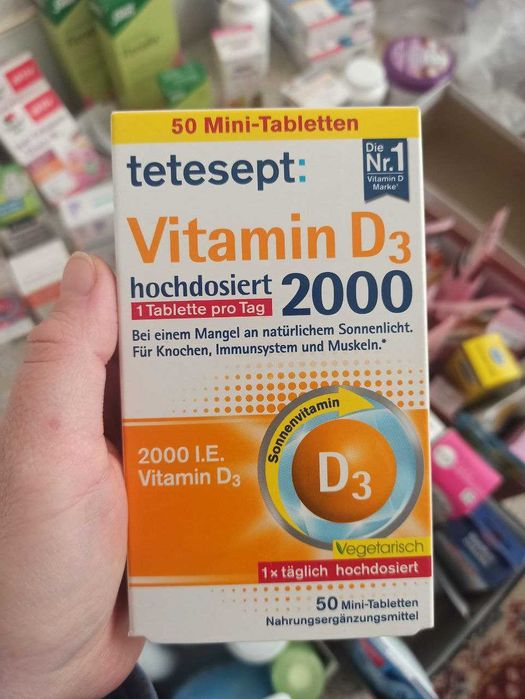 50 Mini-Tabletten
tetesept:
Die
Nr.1
Vitamin D
Marke¹
Vitamin D3
hochdosiert
1 Tablette pro Tag
2000
Bei einem Mangel an natürlichem Sonnenlicht.
Für Knochen, Immunsystem und Muskeln.*
Sonnenvitamin
D3
2000 I.E.
Vitamin D3
Vegetarisch
1x täglich hochdosiert
50 Mini-Tabletten
Nahrungsergänzungsmittel